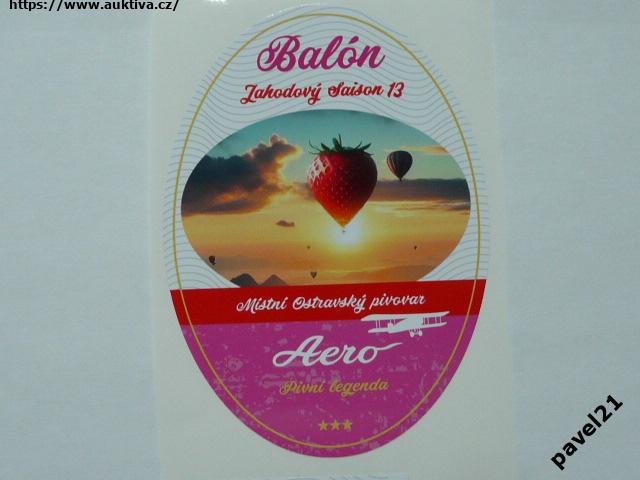 https://www.auktiva.cz/
Balón
Jahodový Saison 13
Místní Ostravský pivovar
Aero
Pivní legenda
pavel21